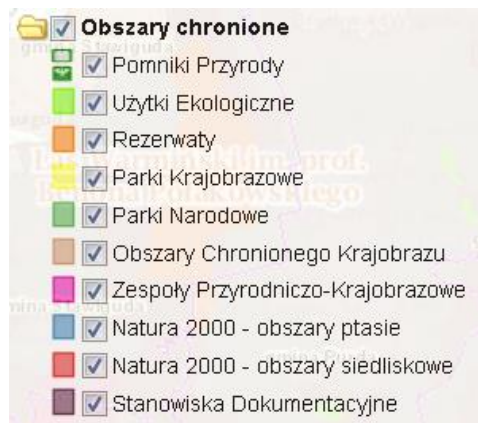 Obszary chronione
Pomniki Przyrody
Użytki Ekologiczne
Rezerwaty
Parki Krajobrazowe
Parki Narodowe
Obszary Chronionego Krajobrazu
Zespoły Przyrodniczo-Krajobrazowe
Natura 2000 - obszary ptasie
Natura 2000 - obszary siedliskowe
Stanowiska Dokumentacyjne